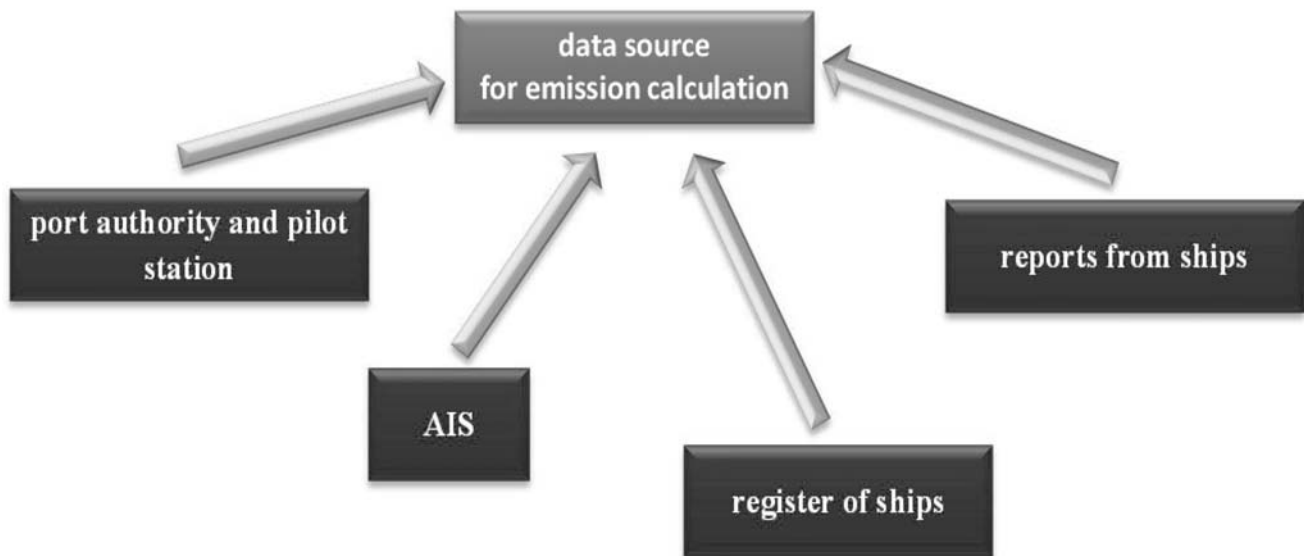 data source
for emission calculation
port authority and pilot
station
reports from ships
AIS
register of ships